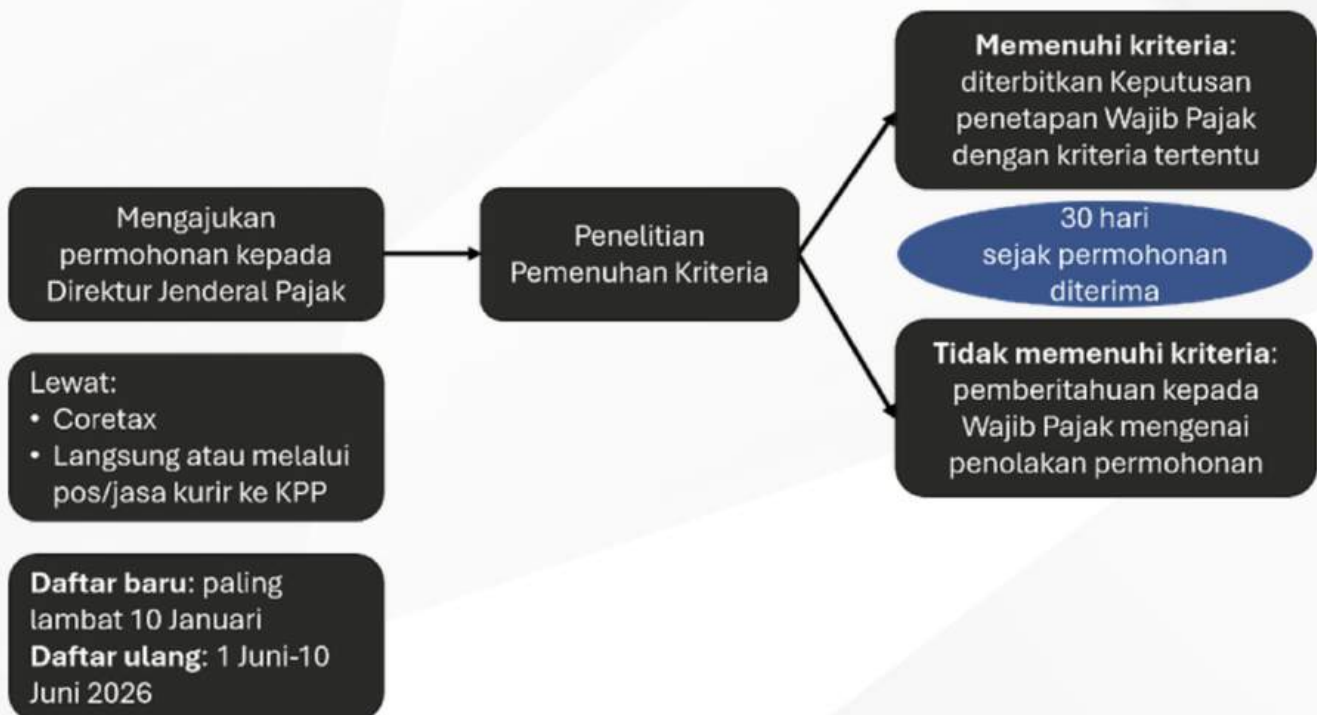 Mengajukan
permohonan kepada
Direktur Jenderal Pajak
Lewat:
• Coretax
• Langsung atau melalui
pos/jasa kurir ke KPP
Daftar baru: paling
lambat 10 Januari
Daftar ulang: 1 Juni-10
Juni 2026
Penelitian
Pemenuhan Kriteria
Memenuhi kriteria:
diterbitkan Keputusan
penetapan Wajib Pajak
dengan kriteria tertentu
30 hari
sejak permohonan
diterima
Tidak memenuhi kriteria:
pemberitahuan kepada
Wajib Pajak mengenai
penolakan permohonan